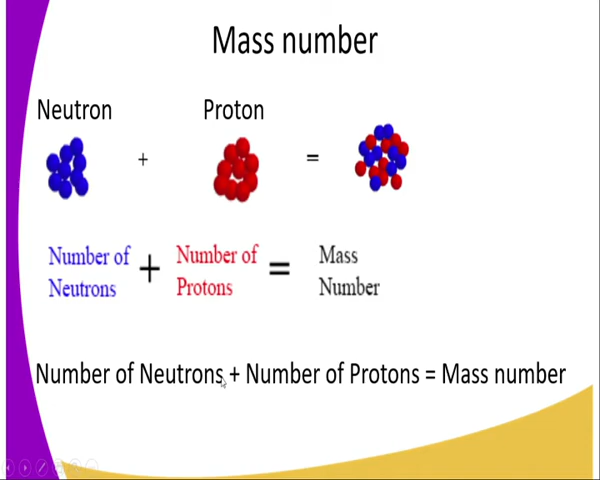 Mass number
Neutron Proton
+ =
Number of Neutrons + Number of Protons = Mass Number
Number of Neutrons + Number of Protons = Mass number